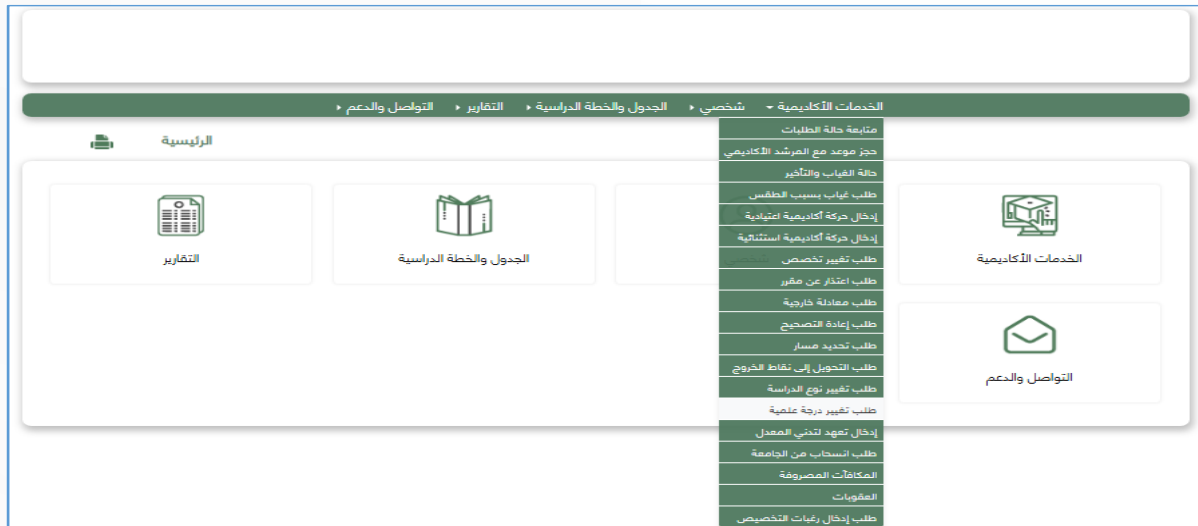 الخدمات الأكاديمية شخصي الجدول والخطة الدراسية التقارير التواصل والدعم
الرئيسية
متابعة حالة الطلبات
حجز موعد مع المرشد الأكاديمي
حالة الغياب والتأخير
طلب غياب بسبب الطقس
إدخال حركة أكاديمية اعتيادية
إدخال حركة أكاديمية استثنائية
طلب تغيير تخصص
طلب اعتذار عن مقرر
طلب معادلة خارجية
طلب إعادة التصحيح
طلب تحديد مسار
طلب التحويل إلى نقاط الخروج
طلب تغيير نوع الدراسة
طلب تغيير درجة علمية
إدخال تعهد لتدني المعدل
طلب انسحاب من الجامعة
المكافآت المصروفة
العقوبات
طلب إدخال رغبات التخصيص
الخدمات الأكاديمية
شخصي
الجدول والخطة الدراسية
التقارير
التواصل والدعم